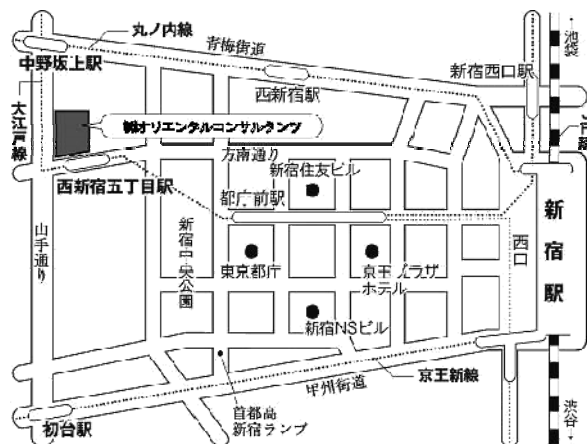 丸ノ内線
青梅街道
池袋
中野坂上駅
新宿西口駅
西新宿駅
大江戸線
㈱オリエンタルコンサルタンツ
方南通り
新宿住友ビル
西新宿五丁目駅
都庁前駅
山手通り
新宿中央公園
東京都庁
京王プラザ
ホテル
西口
新宿駅
新宿NSビル
甲州街道
京王新線
首都高
新宿ランプ
初台駅
渋谷